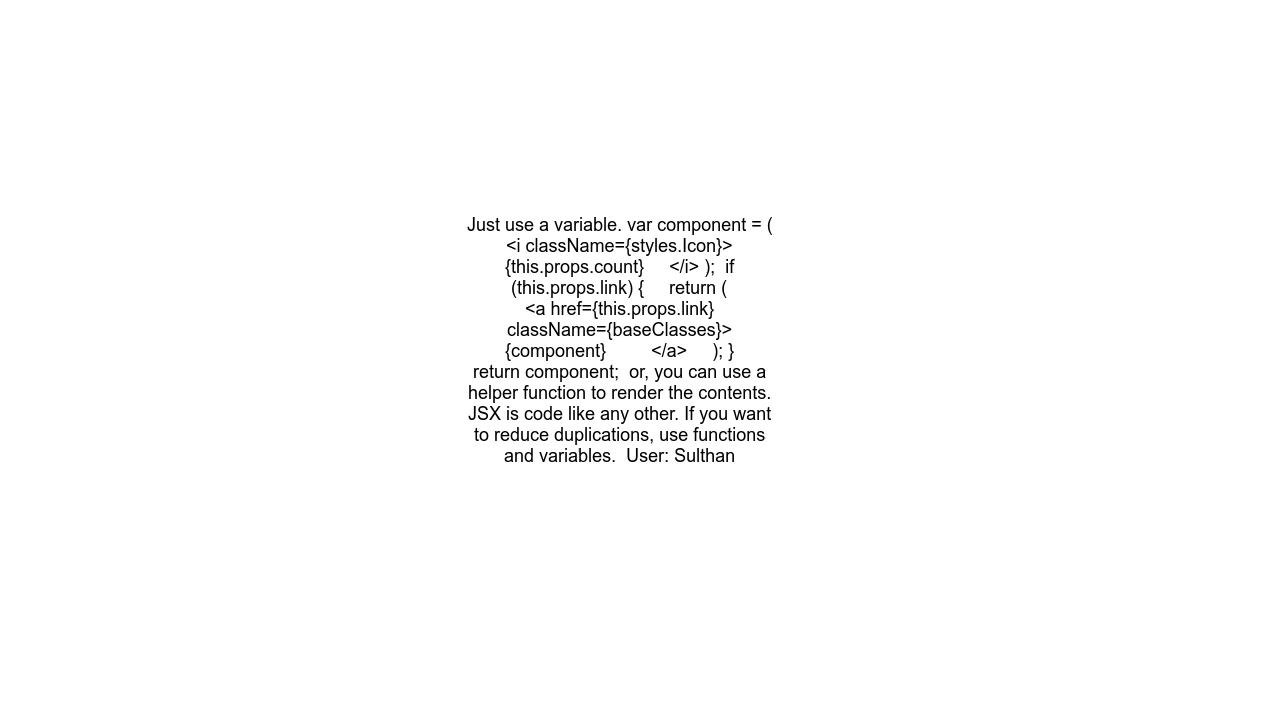 Just use a variable. var component = (
<i className={styles.Icon}>
{this.props.count}     </i> );  if
(this.props.link) {     return (
<a href={this.props.link}
className={baseClasses}>
{component}         </a>     ); }
return component;  or, you can use a
helper function to render the contents.
JSX is code like any other. If you want
to reduce duplications, use functions
and variables.  User: Sulthan